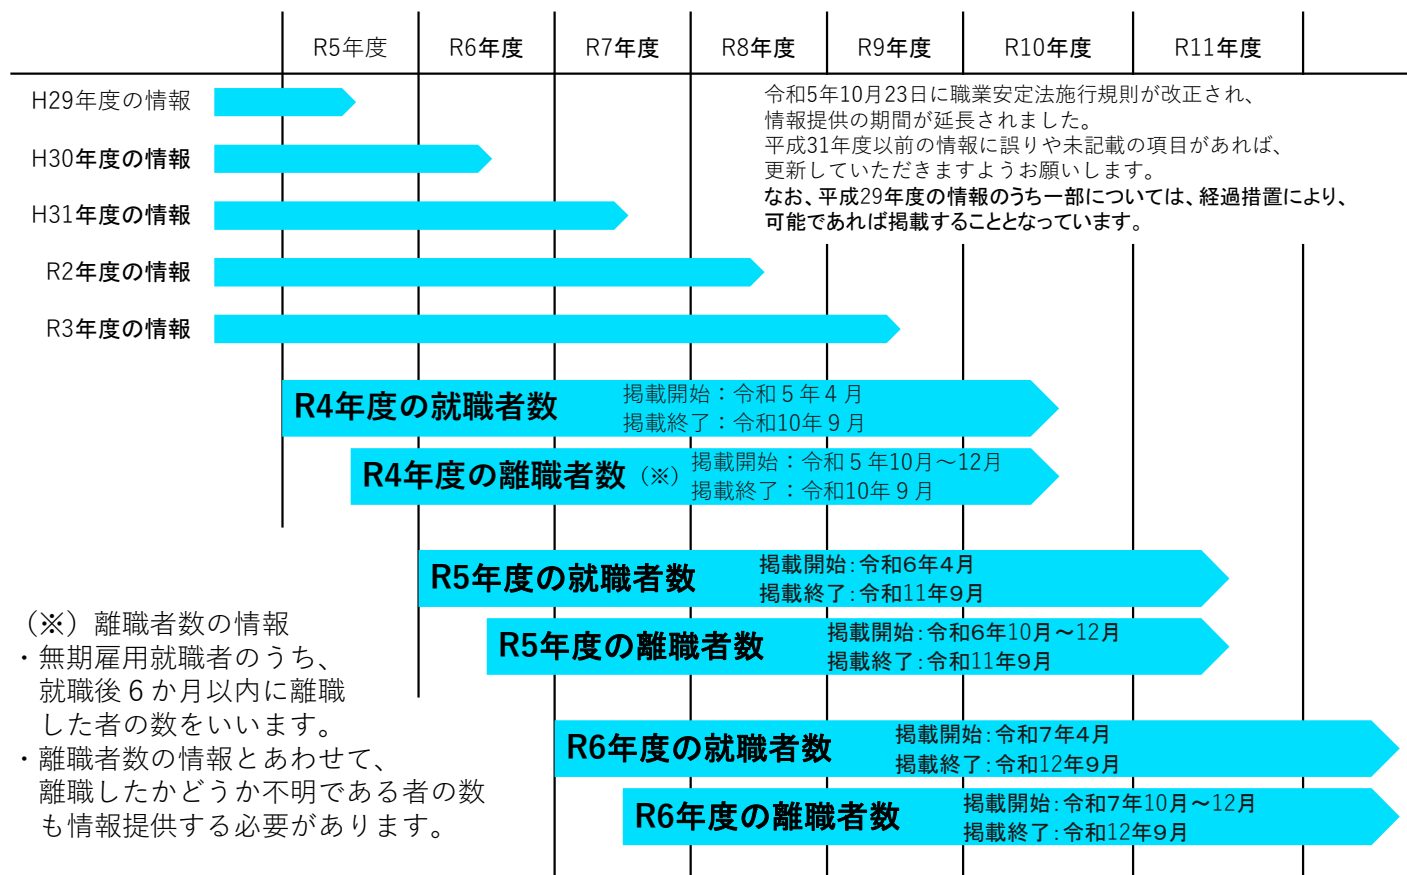 R5年度 R6年度 R7年度 R8年度 R9年度 R10年度 R11年度
H29年度の情報
H30年度の情報
H31年度の情報
R2年度の情報
R3年度の情報
令和5年10月23日に職業安定法施行規則が改正され、
情報提供の期間が延長されました。
平成31年度以前の情報に誤りや未記載の項目があれば、
更新していただきますようお願いします。
なお、平成29年度の情報のうち一部については、経過措置により、
可能であれば掲載することとなっています。
R4年度の就職者数
掲載開始：令和５年４月
掲載終了：令和10年９月
R4年度の離職者数（※）
掲載開始：令和５年10月～12月
掲載終了：令和10年９月
R5年度の就職者数
掲載開始：令和6年4月
掲載終了：令和11年9月
R5年度の離職者数
掲載開始：令和6年10月～12月
掲載終了：令和11年9月
R6年度の就職者数
掲載開始：令和7年4月
掲載終了：令和12年9月
R6年度の離職者数
掲載開始：令和7年10月～12月
掲載終了：令和12年9月
（※）離職者数の情報
・無期雇用就職者のうち、
就職後６か月以内に離職
した者の数をいいます。
・離職者数の情報とあわせて、
離職したかどうか不明である者の数
も情報提供する必要があります。